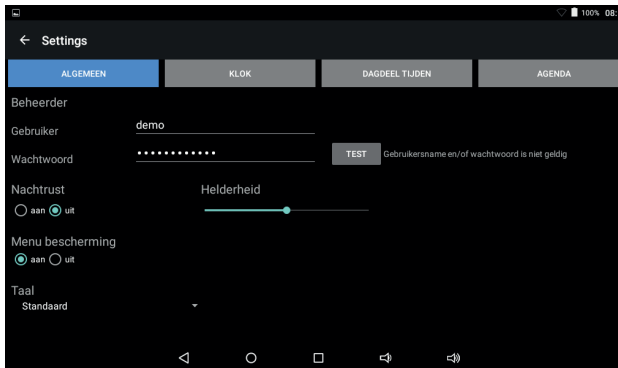 100% 08:
Settings
ALGEMEEN KLOK DAGDEEL TIJDEN AGENDA
Beheerder
Gebruiker demo
Wachtwoord •••••••••••• TEST Gebruikersname en/of wachtwoord is niet geldig
Nachtrust Helderheid
aan uit
Menu bescherming
aan uit
Taal
Standaard